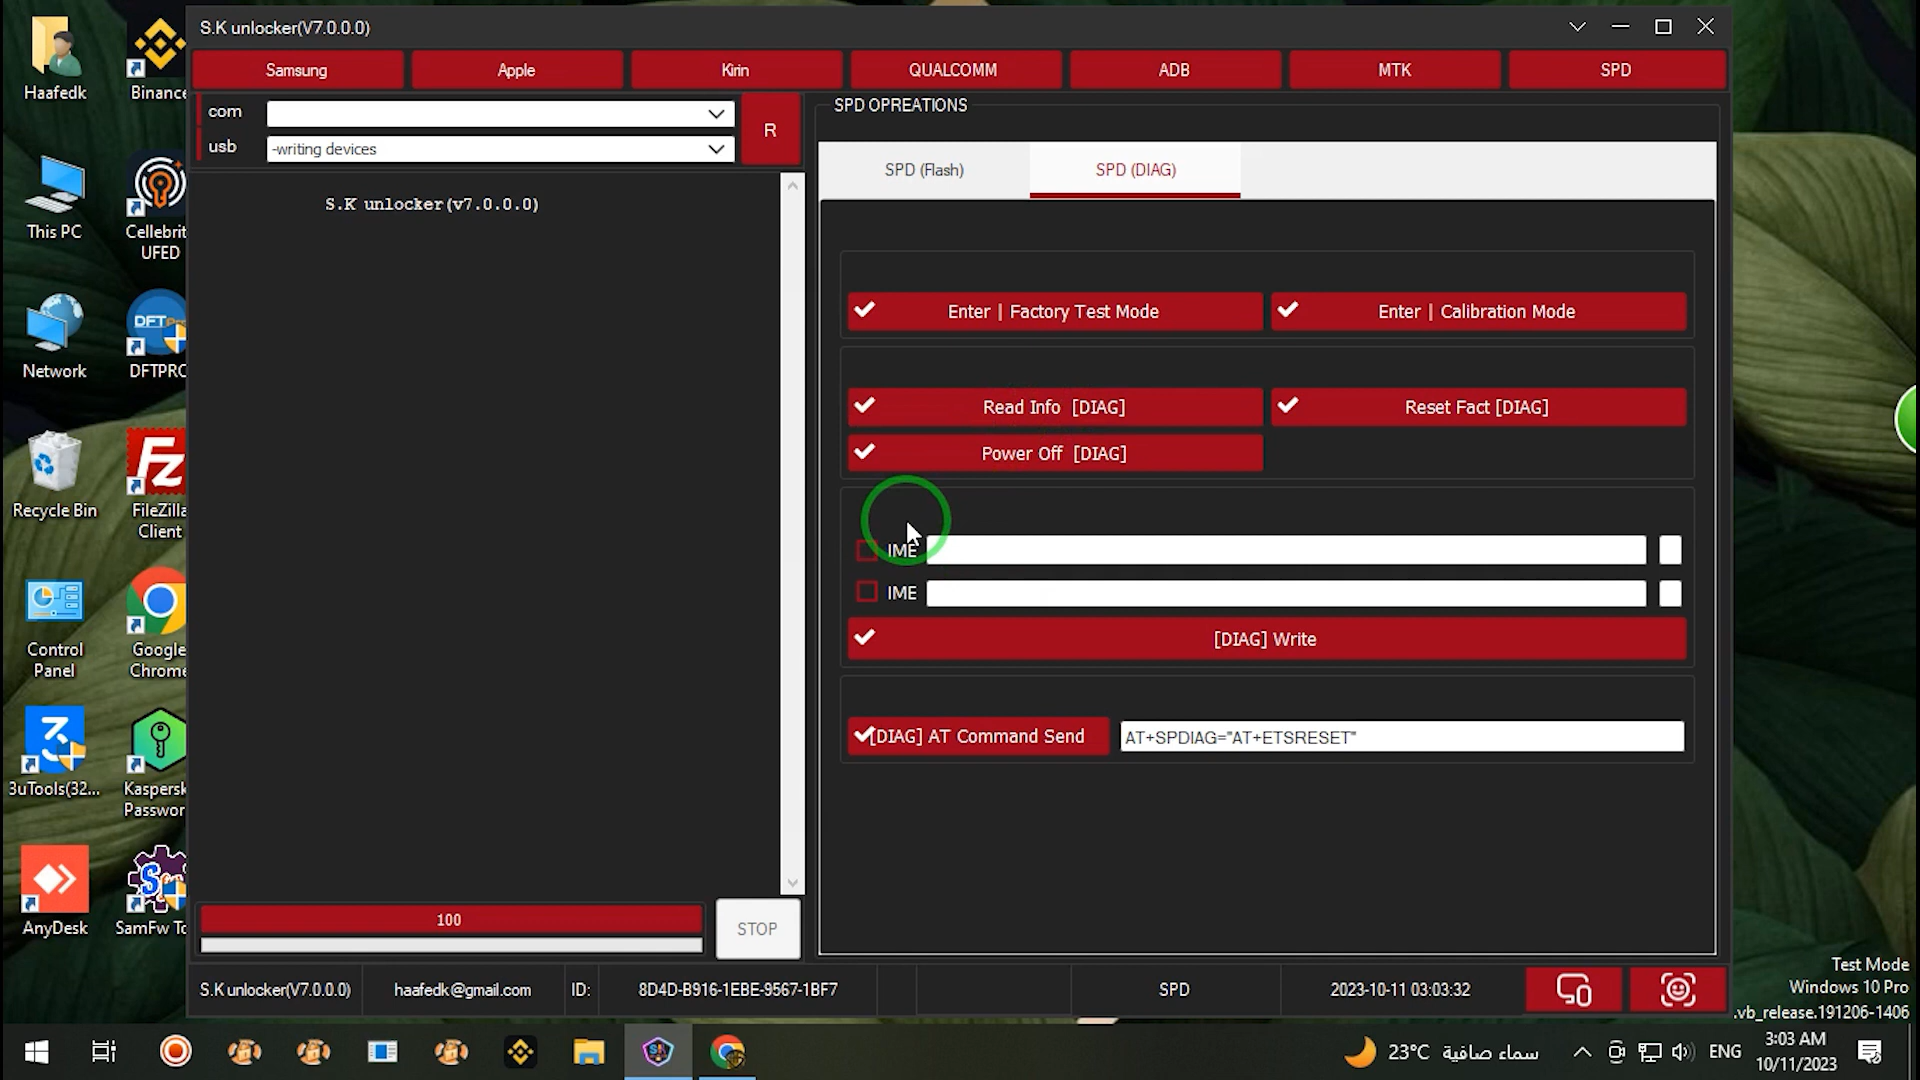 S.K unlocker(V7.0.0.0)
Samsung
Apple
Kirin
QUALCOMM
ADB
MTK
SPD
com
usb
-writing devices
R
S.K unlocker(v7.0.0.0)
SPD OPREATIONS
SPD (Flash)
SPD (DIAG)
Enter | Factory Test Mode
Enter | Calibration Mode
Read Info [DIAG]
Reset Fact [DIAG]
Power Off [DIAG]
IME
IME
[DIAG] Write
[DIAG] AT Command Send
AT+SPDIAG="AT+ETSRESET"
100
STOP
S.K unlocker(V7.0.0.0)
haafedk@gmail.com
ID:
8D4D-B916-1EBE-9567-1BF7
SPD
2023-10-11 03:03:32
Haafedk
Binance
This PC
Cellebrit
UFED
Network
DFTPRO
Recycle Bin
FileZilla
Client
Control
Panel
Google
Chrome
3uTools(32...
Kaspersk
Passwor
AnyDesk
SamFw To
Test Mode
Windows 10 Pro
.vb_release.191206-1406
23°C سماء صافية
ENG
3:03 AM
10/11/2023